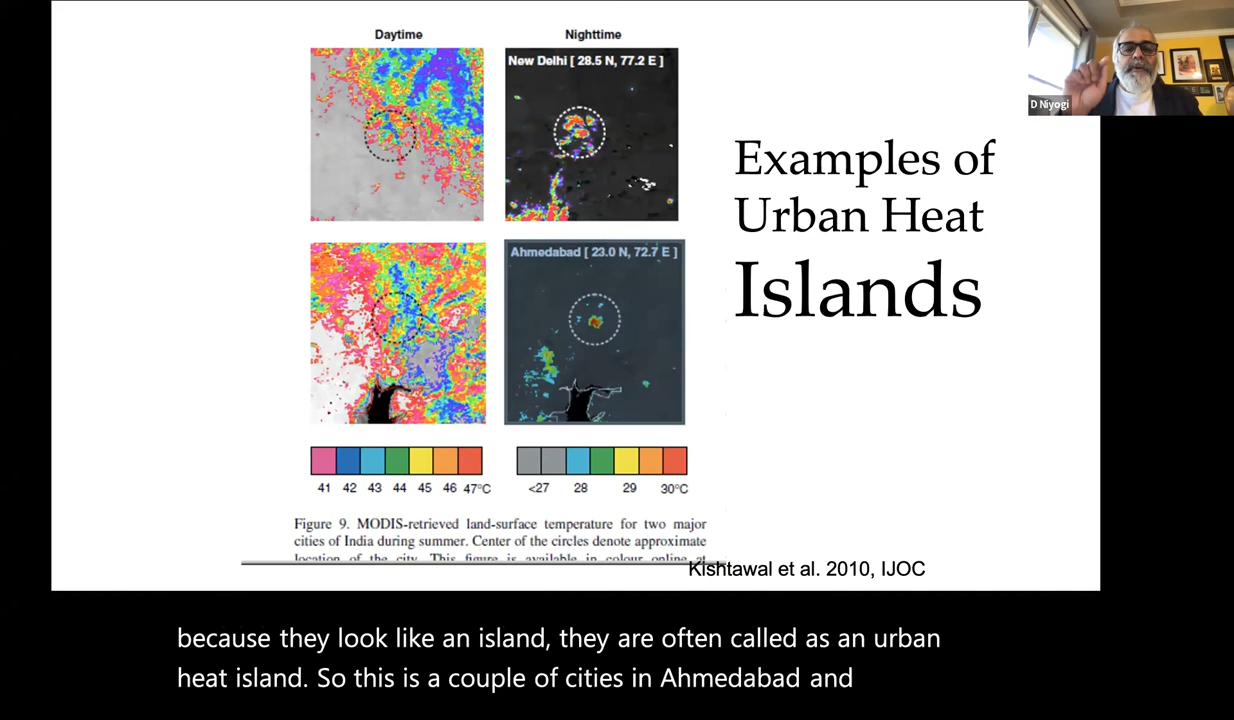 Daytime
Nighttime
New Delhi [ 28.5 N, 77.2 E ]
D Niyogi
Examples of
Urban Heat
Islands
Ahmedabad [ 23.0 N, 72.7 E ]
41 42 43 44 45 46 47°C
<27 28 29 30°C
Figure 9. MODIS-retrieved land-surface temperature for two major
cities of India during summer. Center of the circles denote approximate
location of the city. This figure is available in colour online at
Kishtawal et al. 2010, IJOC
because they look like an island, they are often called as an urban
heat island. So this is a couple of cities in Ahmedabad and